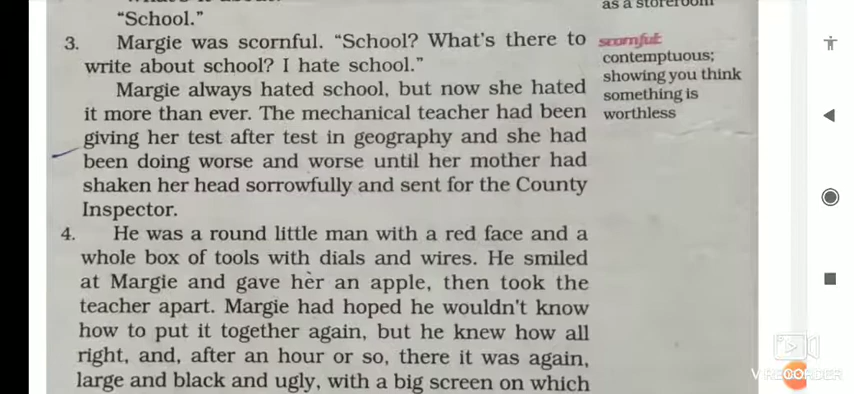 as a storeroom
"School."
3. Margie was scornful. "School? What's there to
write about school? I hate school."
Margie always hated school, but now she hated
it more than ever. The mechanical teacher had been
giving her test after test in geography and she had
been doing worse and worse until her mother had
shaken her head sorrowfully and sent for the County
Inspector.
scornful:
contemptuous;
showing you think
something is
worthless
4. He was a round little man with a red face and a
whole box of tools with dials and wires. He smiled
at Margie and gave her an apple, then took the
teacher apart. Margie had hoped he wouldn't know
how to put it together again, but he knew how all
right, and, after an hour or so, there it was again,
large and black and ugly, with a big screen on which